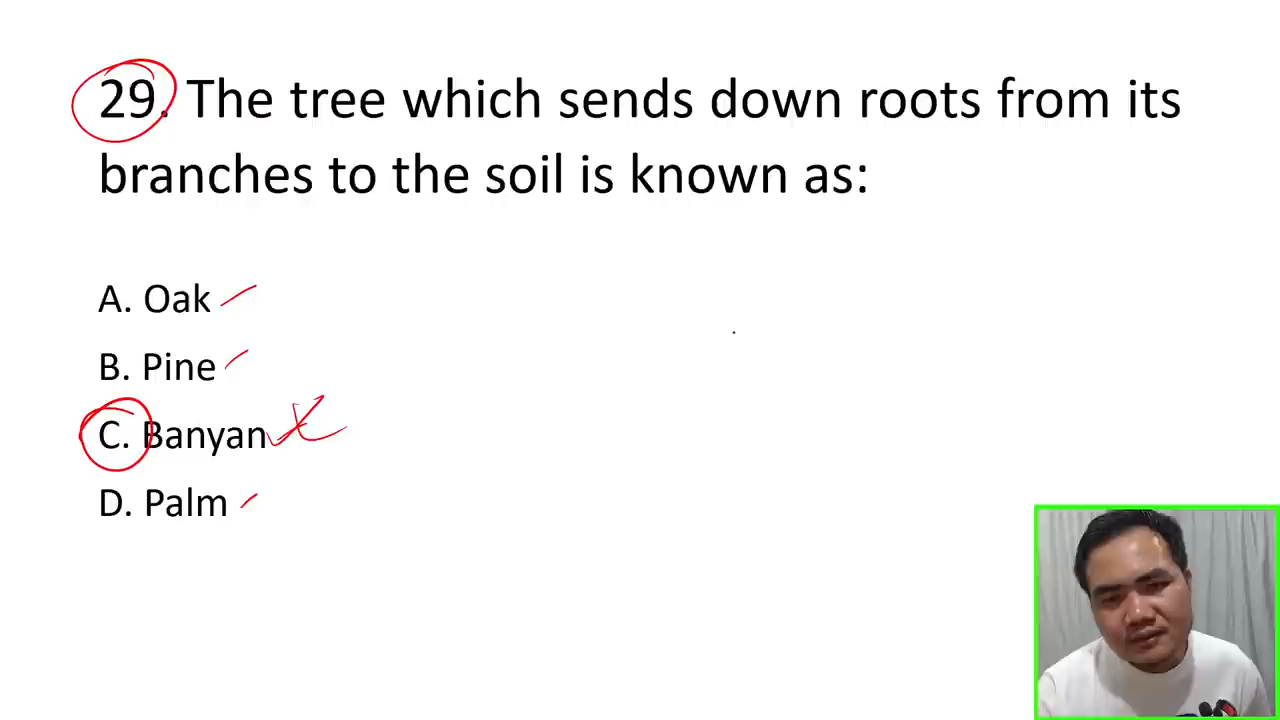 29. The tree which sends down roots from its
branches to the soil is known as:
A. Oak
B. Pine
C. Banyan
D. Palm